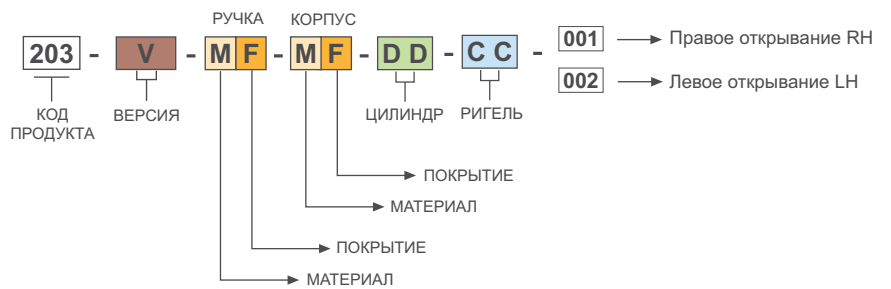 РУЧКА КОРПУС
203 - V - M F - M F - D D - C C - 001 Правое открывание RH
002 Левое открывание LH
КОД ПРОДУКТА
ВЕРСИЯ
ЦИЛИНДР
РИГЕЛЬ
ПОКРЫТИЕ
МАТЕРИАЛ
ПОКРЫТИЕ
МАТЕРИАЛ